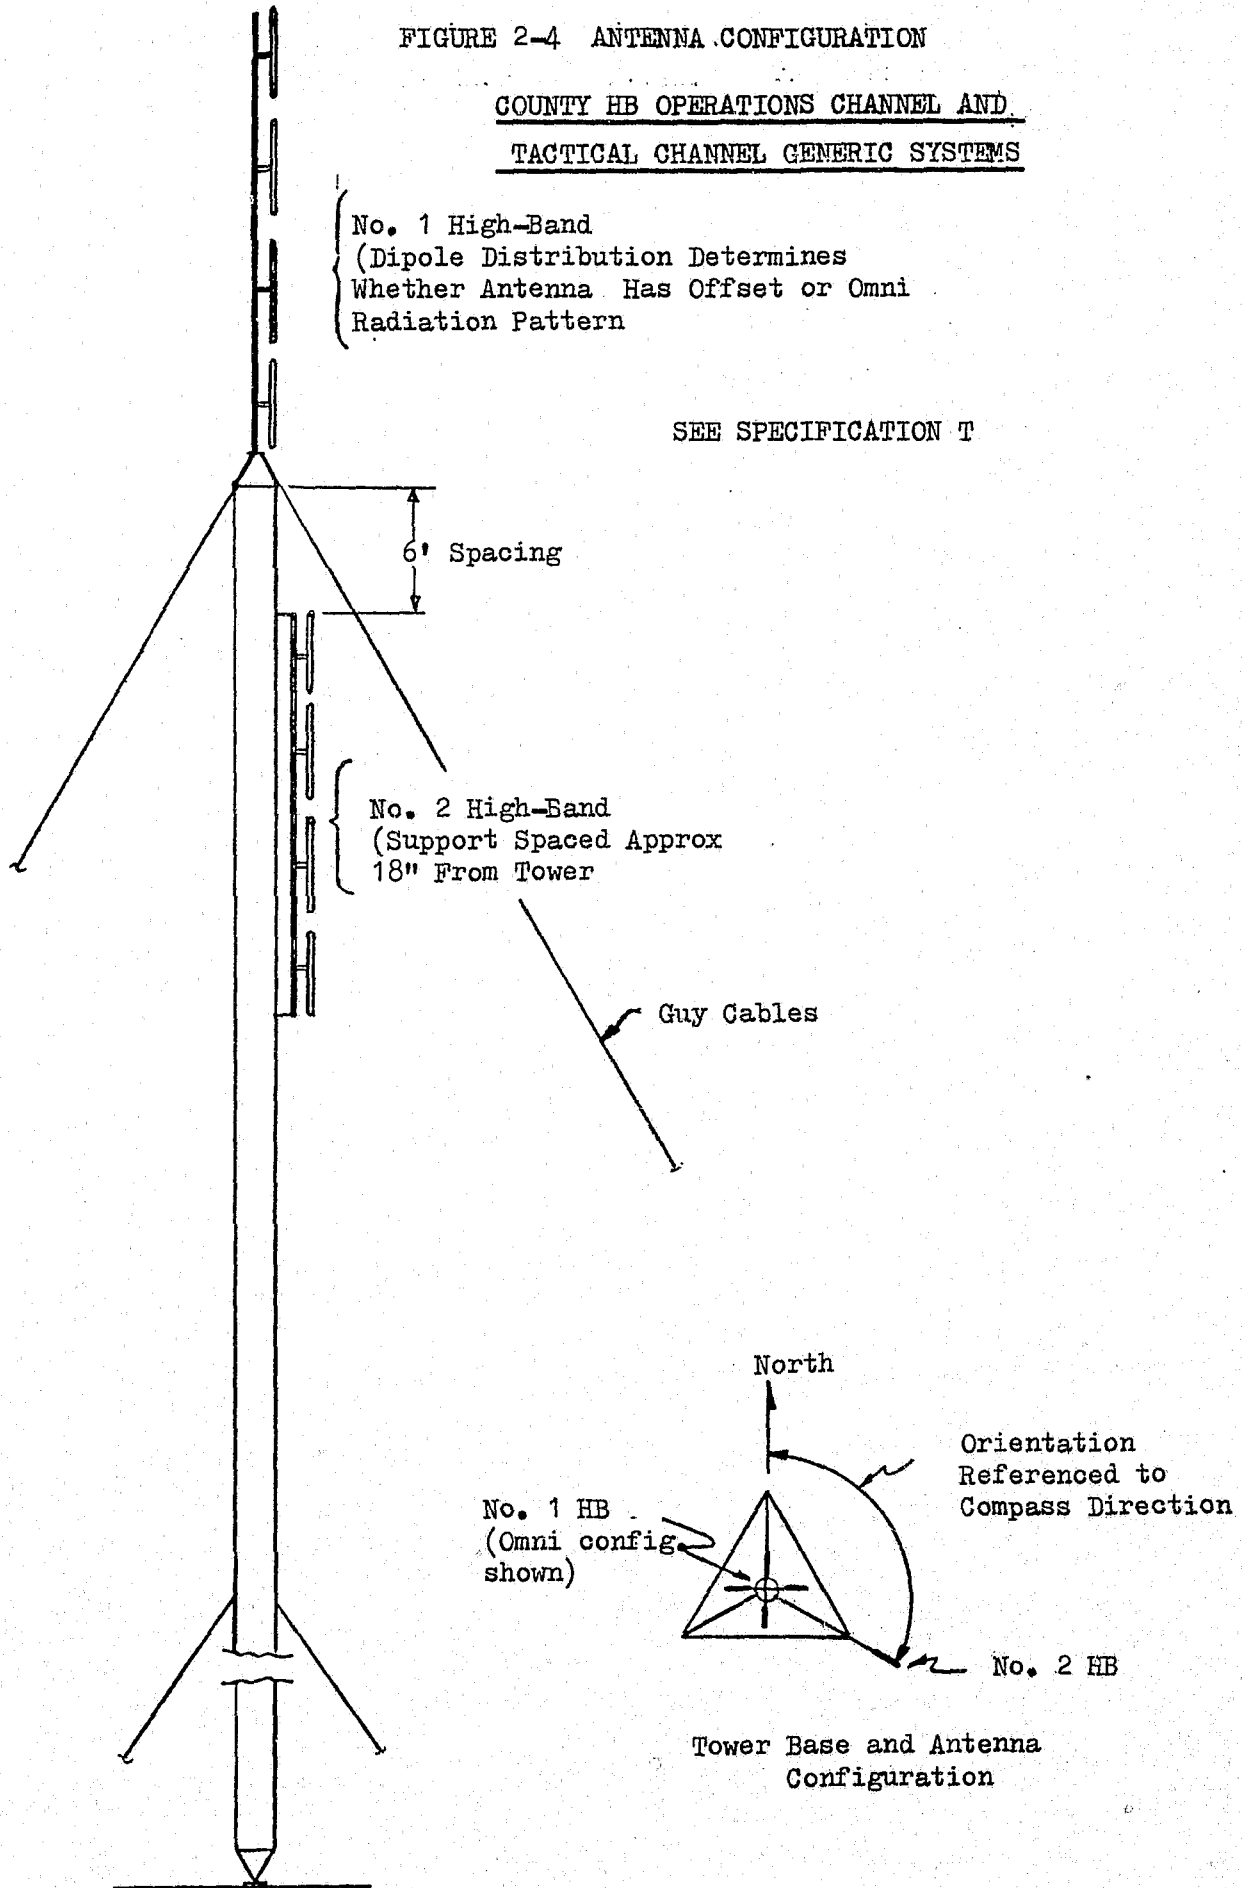 FIGURE 2-4 ANTENNA CONFIGURATION
COUNTY HB OPERATIONS CHANNEL AND
TACTICAL CHANNEL GENERIC SYSTEMS
No. 1 High-Band
(Dipole Distribution Determines
Whether Antenna Has Offset or Omni
Radiation Pattern
SEE SPECIFICATION T
6' Spacing
No. 2 High-Band
(Support Spaced Approx
18" From Tower
Guy Cables
North
Orientation
Referenced to
Compass Direction
No. 1 HB
(Omni config.
shown)
No. 2 HB
Tower Base and Antenna
Configuration